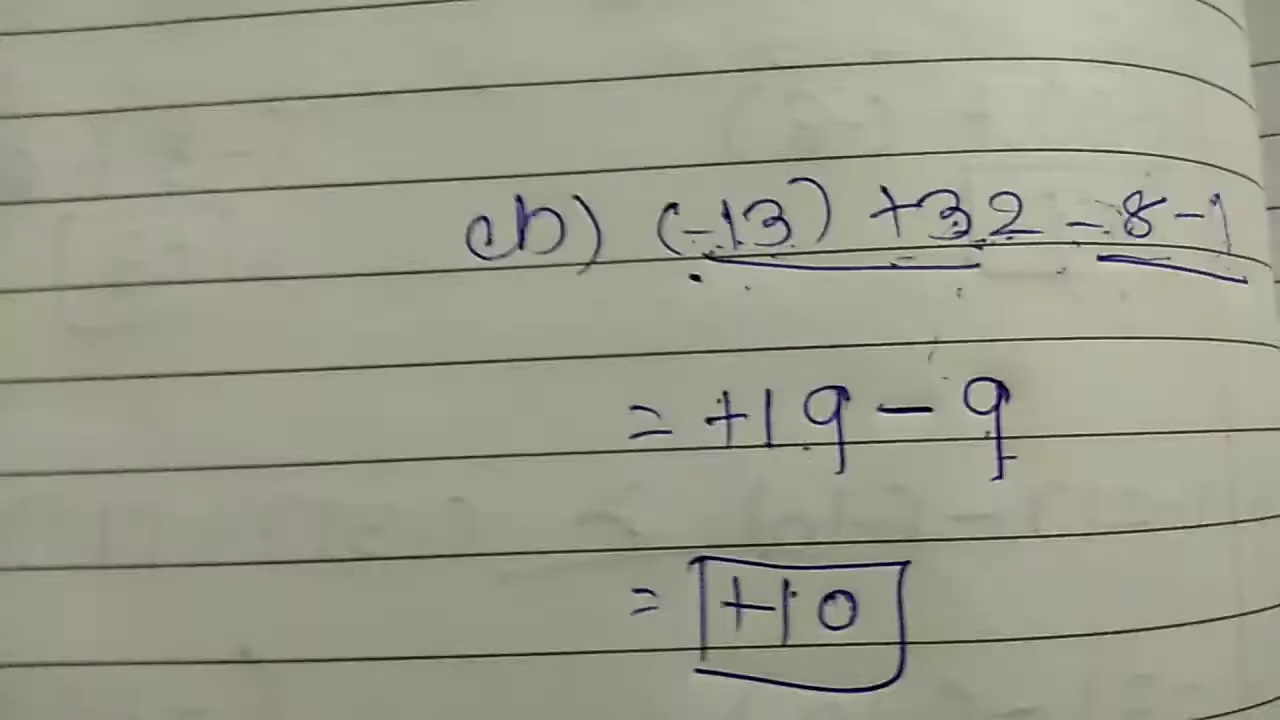 (b) (-13) +32 - 8 - 1
= +19 - 9
= +10